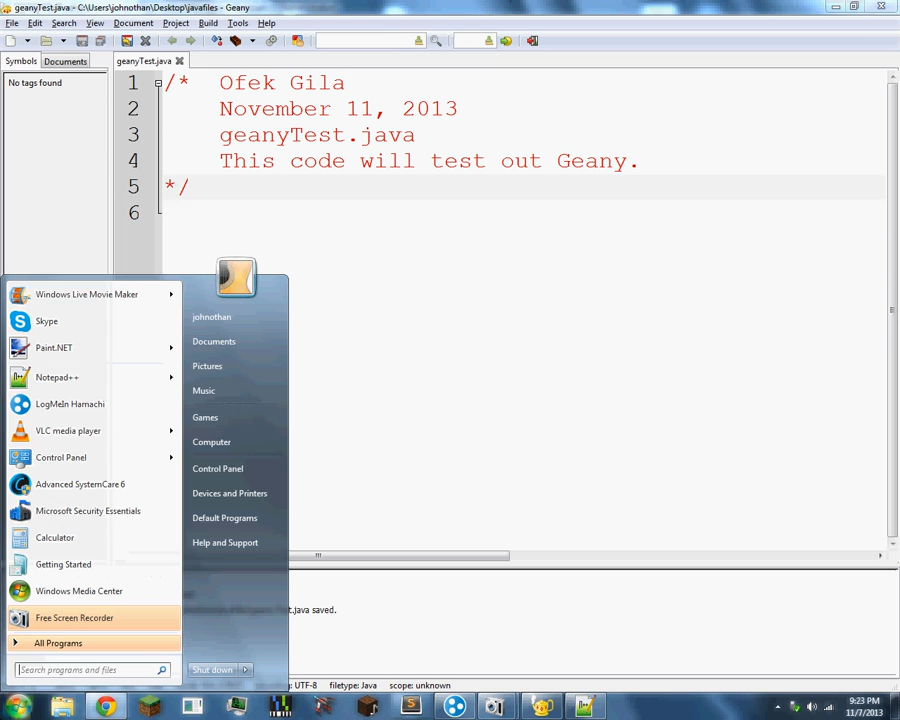 geanyTest.java - C:\Users\johnothan\Desktop\javafiles - Geany
File Edit Search View Document Project Build Tools Help
Symbols Documents
geanyTest.java
No tags found
1 /* Ofek Gila
2 November 11, 2013
3 geanyTest.java
4 This code will test out Geany.
5 */
6
Windows Live Movie Maker
Skype
Paint.NET
Notepad++
LogMeIn Hamachi
VLC media player
Control Panel
Advanced SystemCare 6
Microsoft Security Essentials
Calculator
Getting Started
Windows Media Center
Free Screen Recorder
All Programs
Search programs and files
johnothan
Documents
Pictures
Music
Games
Computer
Control Panel
Devices and Printers
Default Programs
Help and Support
Shut down
.java saved.
UTF-8 filetype: Java scope: unknown
9:23 PM
11/7/2013